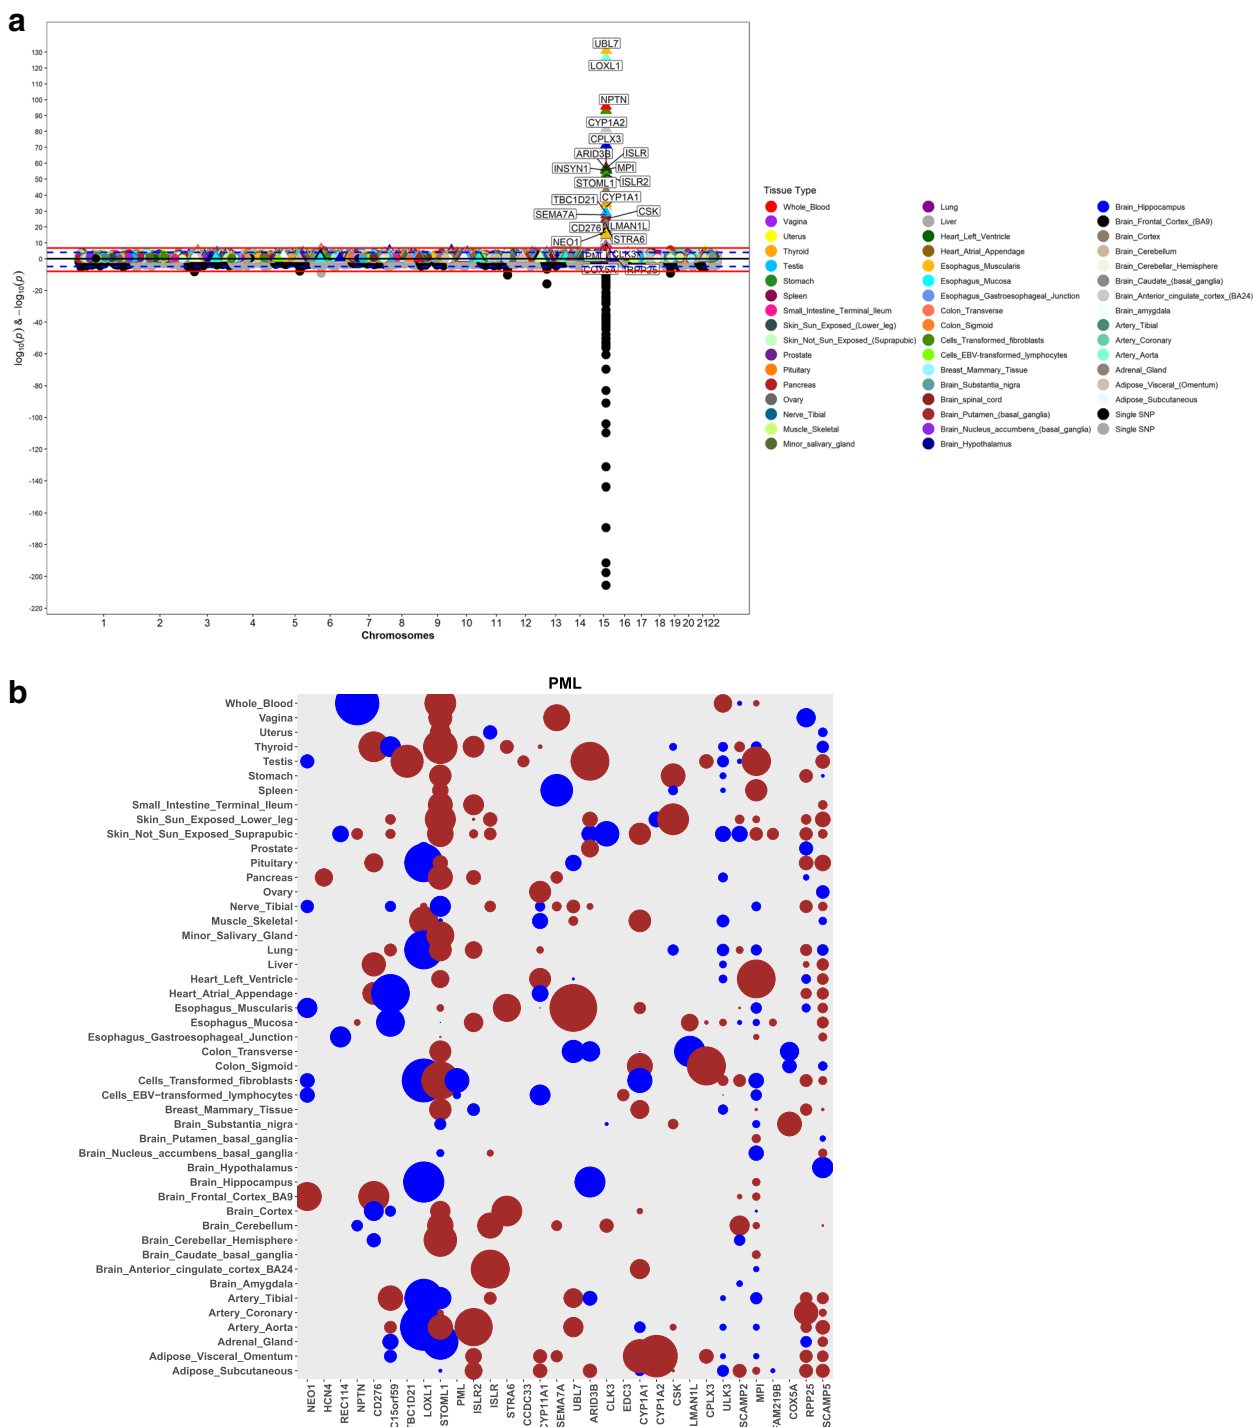 a
UBL7
LOXL1
NPTN
CYP1A2
CPLX3
ARID3B
ISLR
INSYN1
MPI
STOML1
ISLR2
TBC1D21
CYP1A1
SEMA7A
CSK
CD276
LMAN1L
NEO1
STRA6
PML
CLK3
COX5A
RPP25
130
120
110
100
90
80
70
60
50
40
30
20
10
0
-20
-40
-60
-80
-100
-120
-140
-160
-180
-200
-220
log10(p) & −log10(p)
1 2 3 4 5 6 7 8 9 10 11 12 13 14 15 16 17 18 19 20 2122
Chromosomes
Tissue Type
Whole_Blood
Vagina
Uterus
Thyroid
Testis
Stomach
Spleen
Small_Intestine_Terminal_Ileum
Skin_Sun_Exposed_(Lower_leg)
Skin_Not_Sun_Exposed_(Suprapubic)
Prostate
Pituitary
Pancreas
Ovary
Nerve_Tibial
Muscle_Skeletal
Minor_salivary_gland
Lung
Liver
Heart_Left_Ventricle
Heart_Atrial_Appendage
Esophagus_Muscularis
Esophagus_Mucosa
Esophagus_Gastroesophageal_Junction
Colon_Transverse
Colon_Sigmoid
Cells_Transformed_fibroblasts
Cells_EBV-transformed_lymphocytes
Breast_Mammary_Tissue
Brain_Substantia_nigra
Brain_spinal_cord
Brain_Putamen_(basal_ganglia)
Brain_Nucleus_accumbens_(basal_ganglia)
Brain_Hypothalamus
Brain_Hippocampus
Brain_Frontal_Cortex_(BA9)
Brain_Cortex
Brain_Cerebellum
Brain_Cerebellar_Hemisphere
Brain_Caudate_(basal_ganglia)
Brain_Anterior_cingulate_cortex_(BA24)
Brain_amygdala
Artery_Tibial
Artery_Coronary
Artery_Aorta
Adrenal_Gland
Adipose_Visceral_(Omentum)
Adipose_Subcutaneous
Single SNP
Single SNP
b
PML
Whole_Blood
Vagina
Uterus
Thyroid
Testis
Stomach
Spleen
Small_Intestine_Terminal_Ileum
Skin_Sun_Exposed_Lower_leg
Skin_Not_Sun_Exposed_Suprapubic
Prostate
Pituitary
Pancreas
Ovary
Nerve_Tibial
Muscle_Skeletal
Minor_Salivary_Gland
Lung
Liver
Heart_Left_Ventricle
Heart_Atrial_Appendage
Esophagus_Muscularis
Esophagus_Mucosa
Esophagus_Gastroesophageal_Junction
Colon_Transverse
Colon_Sigmoid
Cells_Transformed_fibroblasts
Cells_EBV−transformed_lymphocytes
Breast_Mammary_Tissue
Brain_Substantia_nigra
Brain_Putamen_basal_ganglia
Brain_Nucleus_accumbens_basal_ganglia
Brain_Hypothalamus
Brain_Hippocampus
Brain_Frontal_Cortex_BA9
Brain_Cortex
Brain_Cerebellum
Brain_Cerebellar_Hemisphere
Brain_Caudate_basal_ganglia
Brain_Anterior_cingulate_cortex_BA24
Brain_Amygdala
Artery_Tibial
Artery_Coronary
Artery_Aorta
Adrenal_Gland
Adipose_Visceral_Omentum
Adipose_Subcutaneous
NEO1
HCN4
REC114
NPTN
CD276
C15orf59
TBC1D21
LOXL1
STOML1
PML
ISLR2
ISLR
STRA6
CCDC33
CYP11A1
SEMA7A
UBL7
ARID3B
CLK3
EDC3
CYP1A1
CYP1A2
CSK
LMAN1L
CPLX3
ULK3
SCAMP2
MPI
FAM219B
COX5A
RPP25
SCAMP5